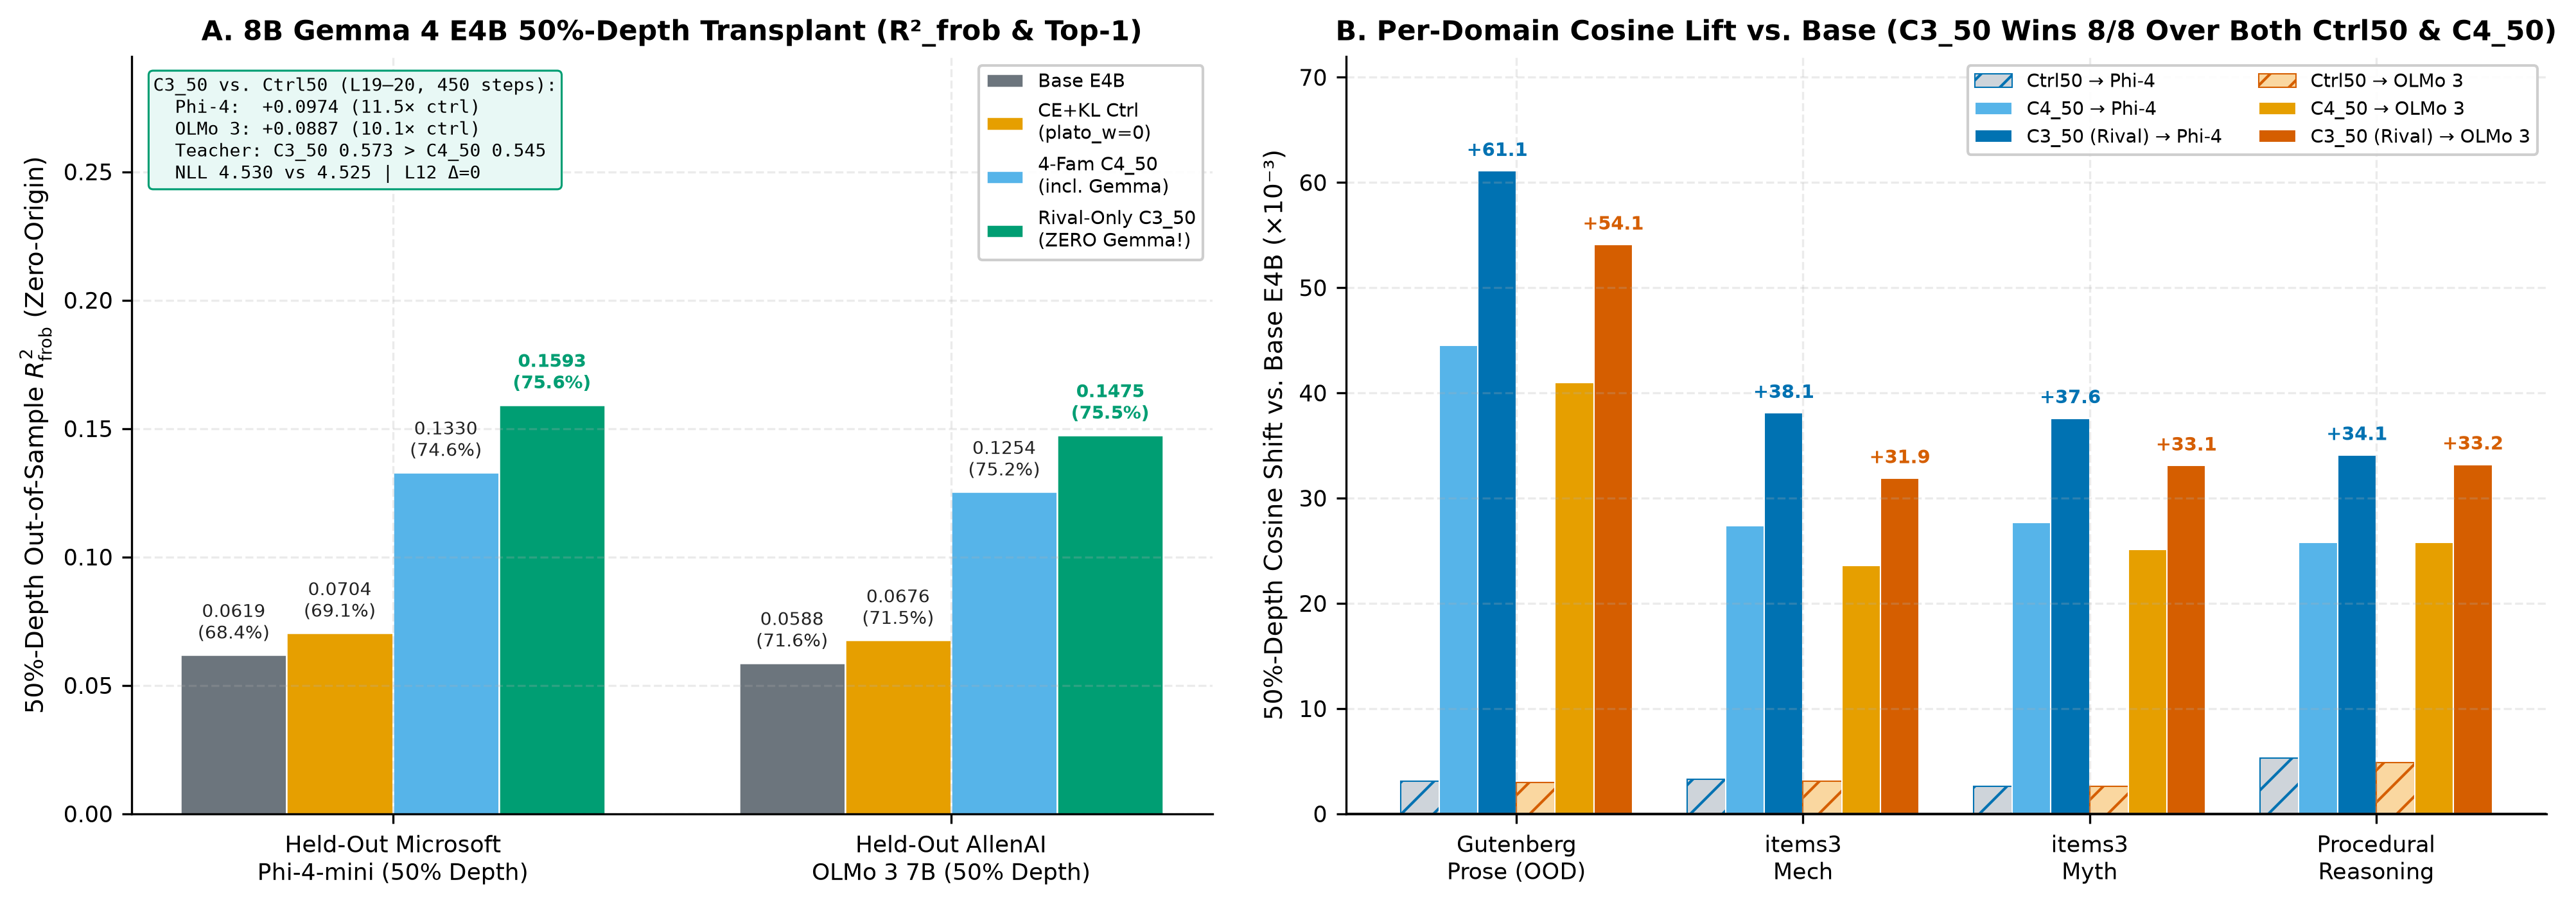 A. 8B Gemma 4 E4B 50%-Depth Transplant (R²_frob & Top-1)
50%-Depth Out-of-Sample R²_frob (Zero-Origin)
0.25
0.20
0.15
0.10
0.05
0.00
C3_50 vs. Ctrl50 (L19–20, 450 steps):
Phi-4: +0.0974 (11.5× ctrl)
OLMo 3: +0.0887 (10.1× ctrl)
Teacher: C3_50 0.573 > C4_50 0.545
NLL 4.530 vs 4.525 | L12 Δ=0
Base E4B
CE+KL Ctrl
(plato_w=0)
4-Fam C4_50
(incl. Gemma)
Rival-Only C3_50
(ZERO Gemma!)
0.0619
(68.4%)
0.0704
(69.1%)
0.1330
(74.6%)
0.1593
(75.6%)
0.0588
(71.6%)
0.0676
(71.5%)
0.1254
(75.2%)
0.1475
(75.5%)
Held-Out Microsoft
Phi-4-mini (50% Depth)
Held-Out AllenAI
OLMo 3 7B (50% Depth)
B. Per-Domain Cosine Lift vs. Base (C3_50 Wins 8/8 Over Both Ctrl50 & C4_50)
50%-Depth Cosine Shift vs. Base E4B (×10⁻³)
70
60
50
40
30
20
10
0
Ctrl50 → Phi-4
C4_50 → Phi-4
C3_50 (Rival) → Phi-4
Ctrl50 → OLMo 3
C4_50 → OLMo 3
C3_50 (Rival) → OLMo 3
+61.1
+54.1
+38.1
+31.9
+37.6
+33.1
+34.1
+33.2
Gutenberg
Prose (OOD)
items3
Mech
items3
Myth
Procedural
Reasoning